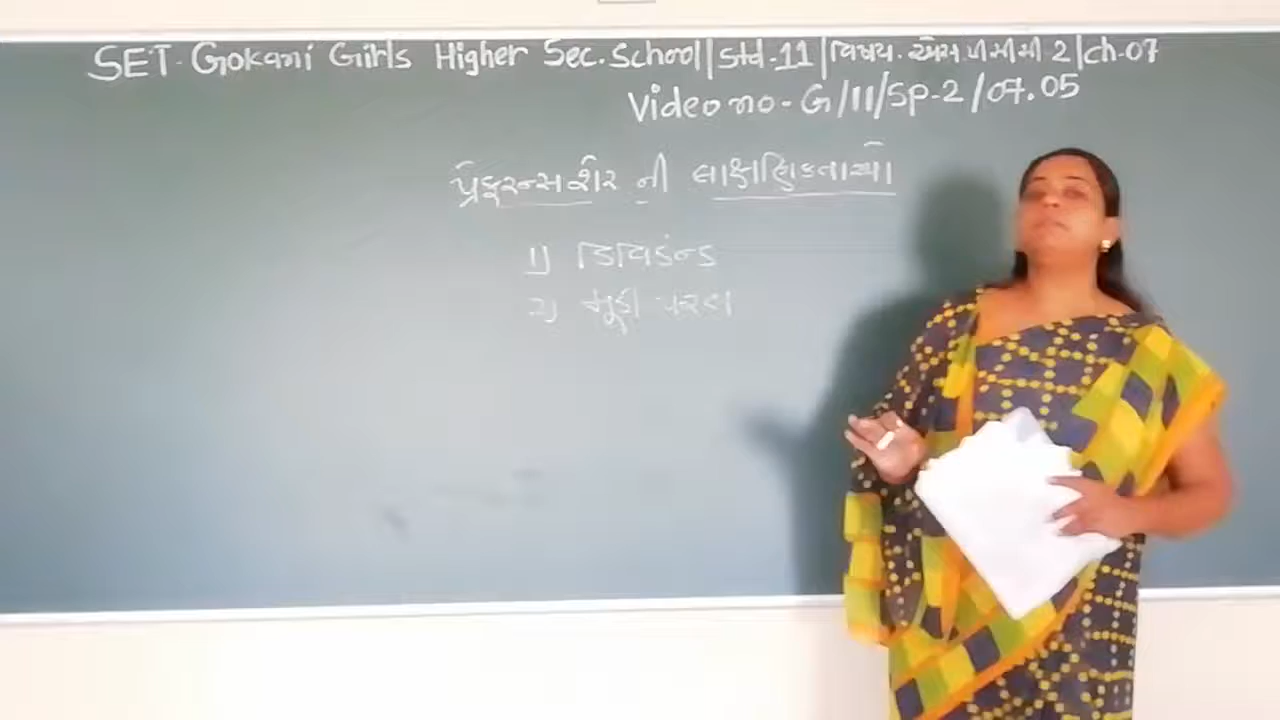 SET. Gokani Girls Higher Sec. School | Std-11 | વિષય. એસ.પી.સીસી 2 | ch-07
Video no - G/11/SP-2/07.05
પ્રેફરન્સ શેર ની લાક્ષણિકતાઓ
1) ડિવિડન્ડ
2) મૂડી પરત